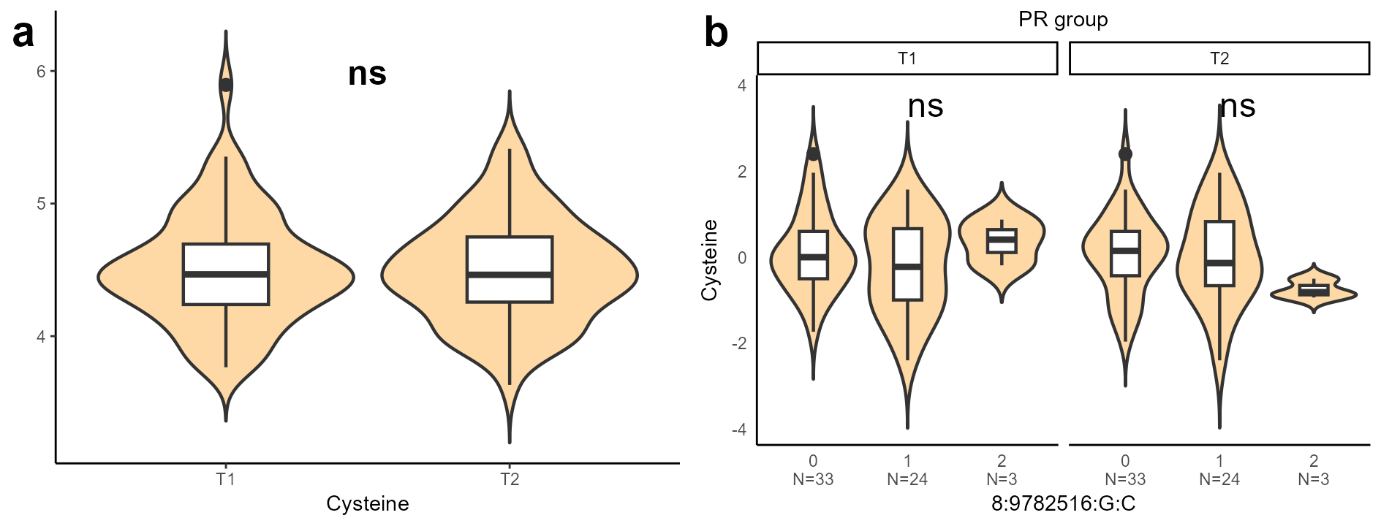 a
6
5
4
ns
T1
T2
Cysteine
b
PR group
T1
T2
Cysteine
4
2
0
-2
-4
ns
ns
0
1
2
0
1
2
N=33
N=24
N=3
N=33
N=24
N=3
8:9782516:G:C